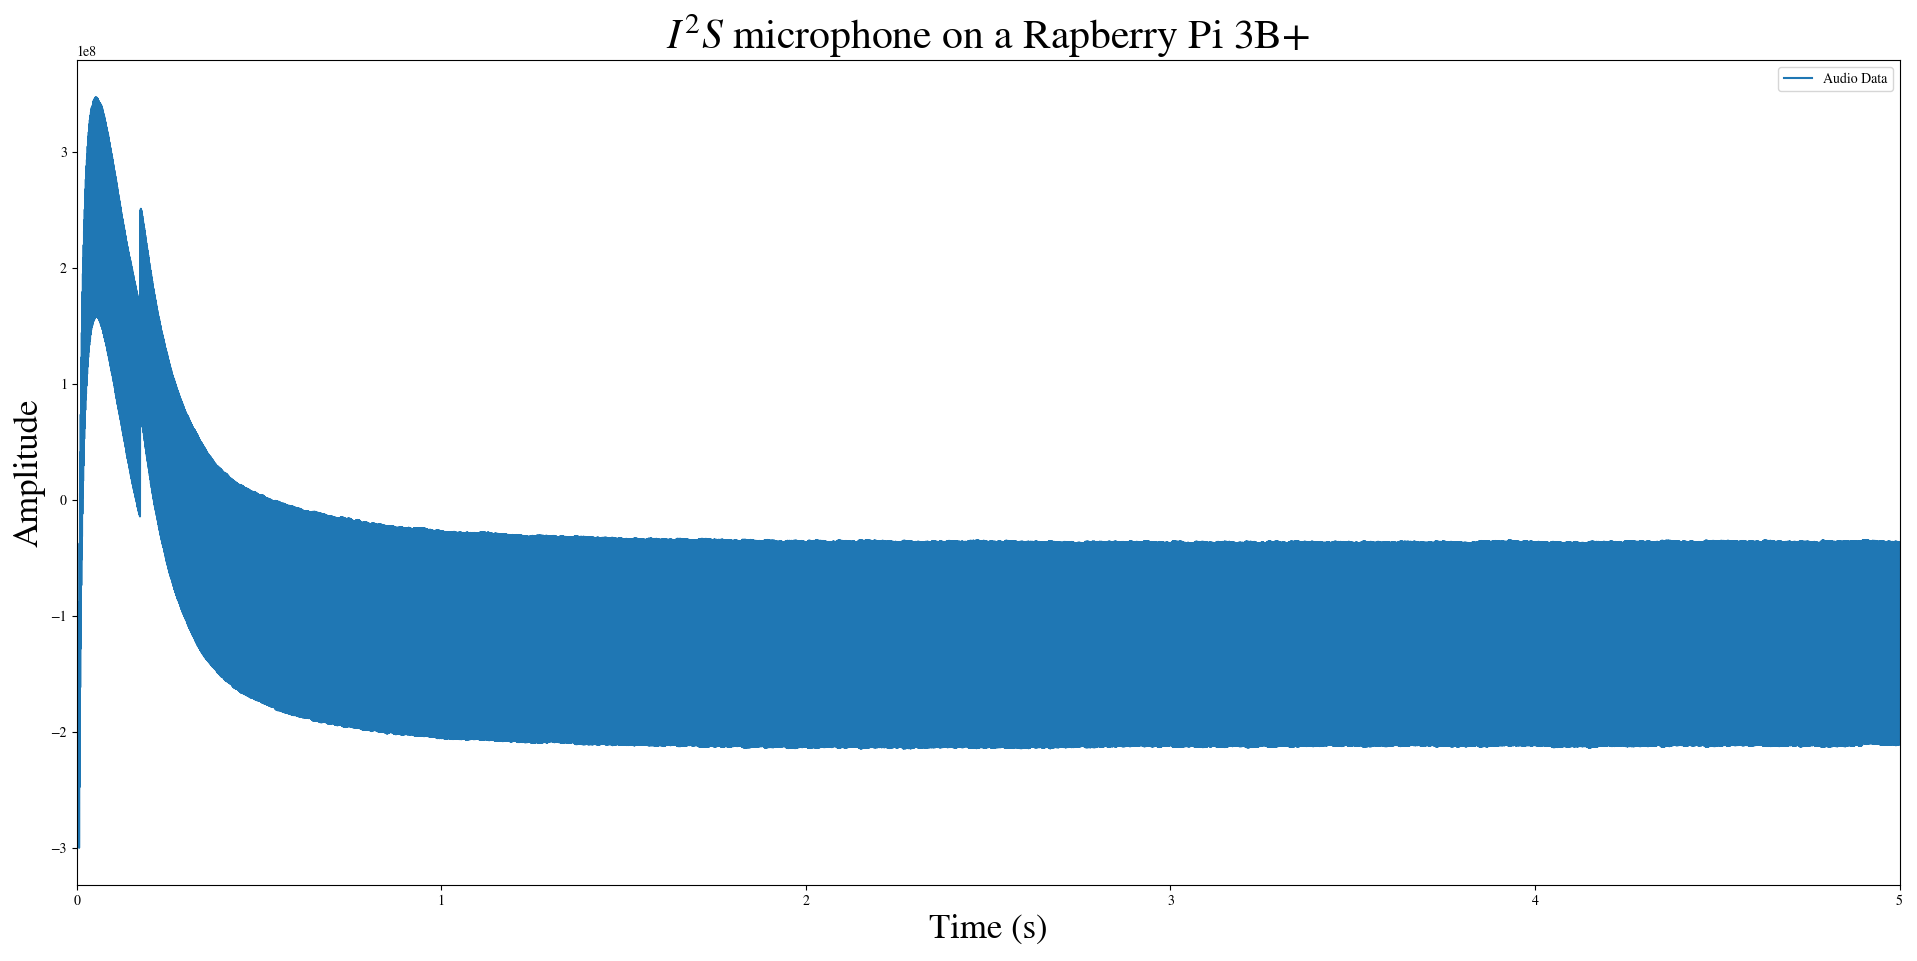 I²S microphone on a Rapberry Pi 3B+
1e8
Audio Data
3
2
1
0
−1
−2
−3
Amplitude
0 1 2 3 4 5
Time (s)